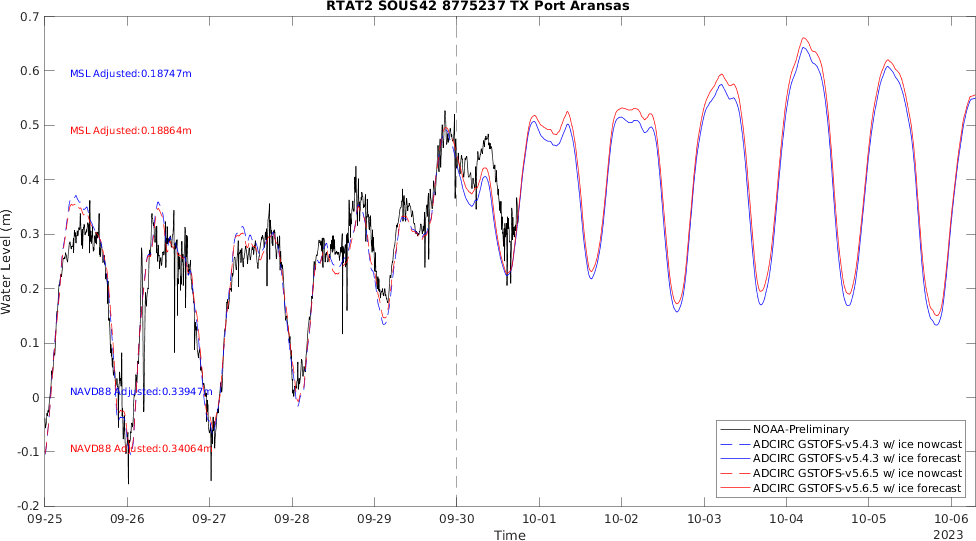 RTAT2 SOUS42 8775237 TX Port Aransas
Water Level (m)
0.7
0.6
0.5
0.4
0.3
0.2
0.1
0
-0.1
-0.2
MSL Adjusted:0.18747m
MSL Adjusted:0.18864m
NAVD88 Adjusted:0.33947m
NAVD88 Adjusted:0.34064m
NOAA-Preliminary
ADCIRC GSTOFS-v5.4.3 w/ ice nowcast
ADCIRC GSTOFS-v5.4.3 w/ ice forecast
ADCIRC GSTOFS-v5.6.5 w/ ice nowcast
ADCIRC GSTOFS-v5.6.5 w/ ice forecast
09-25 09-26 09-27 09-28 09-29 09-30 10-01 10-02 10-03 10-04 10-05 10-06
2023
Time